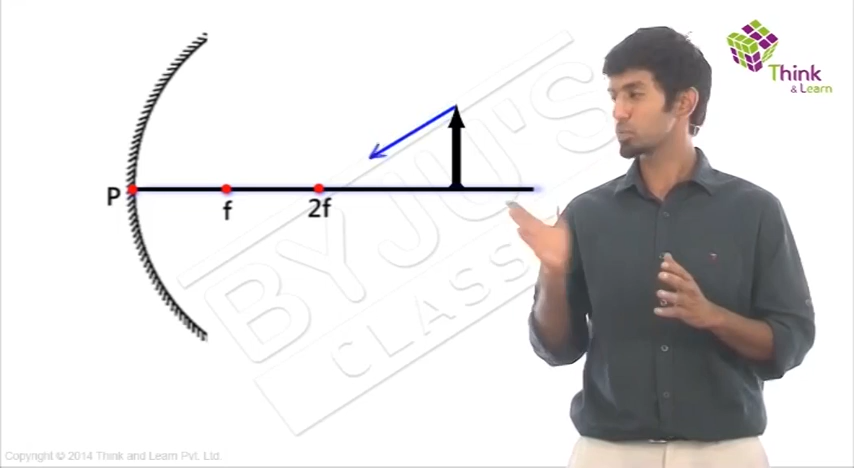 Think
& Learn
P
f
2f
BYJU'S
CLASSES
Copyright © 2014 Think and Learn Pvt. Ltd.